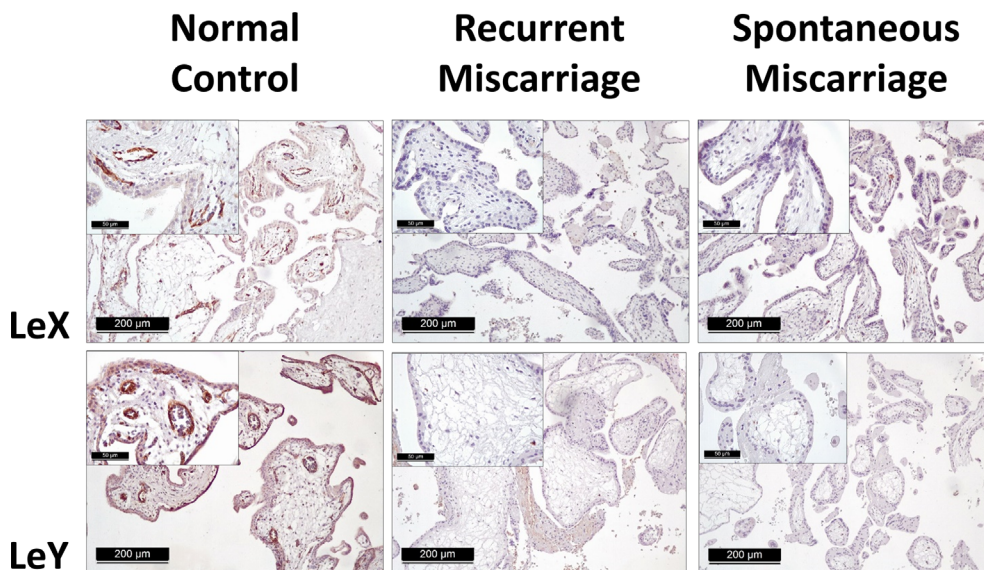 Normal
Control
Recurrent
Miscarriage
Spontaneous
Miscarriage
LeX
50 µm
200 µm
50 µm
200 µm
50 µm
200 µm
LeY
50 µm
200 µm
50 µm
200 µm
50 µm
200 µm